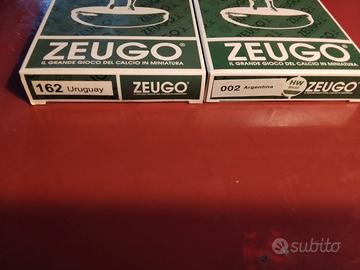 ZEUGO®
IL GRANDE GIOCO DEL CALCIO IN MINIATURA
162 Uruguay
ZEUGO
ZEUGO®
IL GRANDE GIOCO DEL CALCIO IN MINIATURA
002 Argentina
HW
BASE
ZEUGO
subito